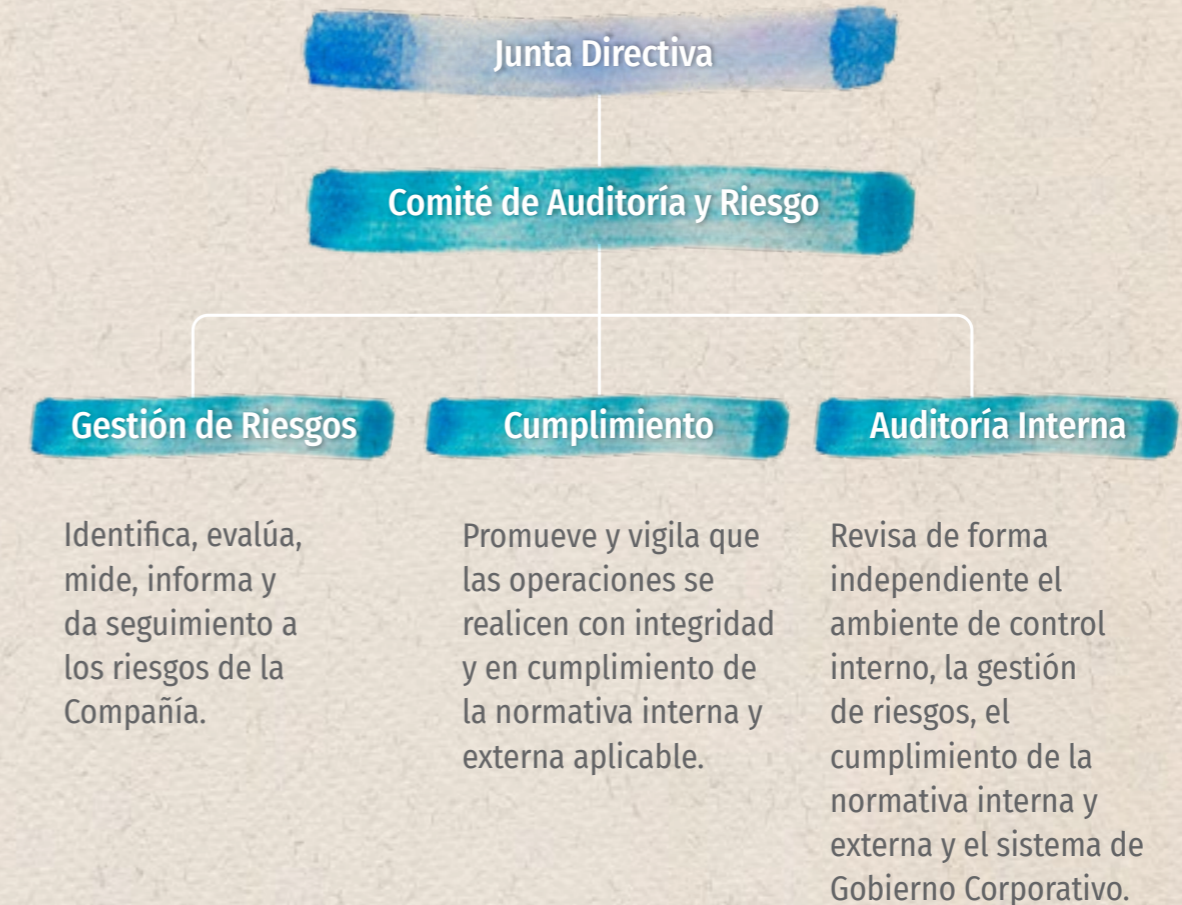 Junta Directiva
Comité de Auditoría y Riesgo
Gestión de Riesgos
Identifica, evalúa,
mide, informa y
da seguimiento a
los riesgos de la
Compañía.
Cumplimiento
Promueve y vigila que
las operaciones se
realicen con integridad
y en cumplimiento de
la normativa interna y
externa aplicable.
Auditoría Interna
Revisa de forma
independiente el
ambiente de control
interno, la gestión
de riesgos, el
cumplimiento de la
normativa interna y
externa y el sistema de
Gobierno Corporativo.